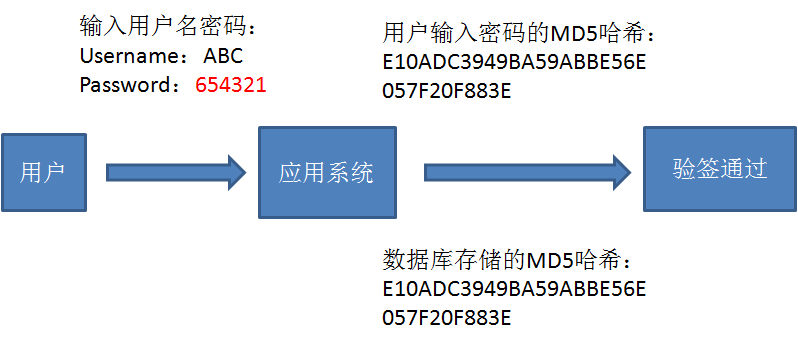 输入用户名密码：
Username：ABC
Password：654321
用户输入密码的MD5哈希：
E10ADC3949BA59ABBE56E
057F20F883E
用户
应用系统
验签通过
数据库存储的MD5哈希：
E10ADC3949BA59ABBE56E
057F20F883E